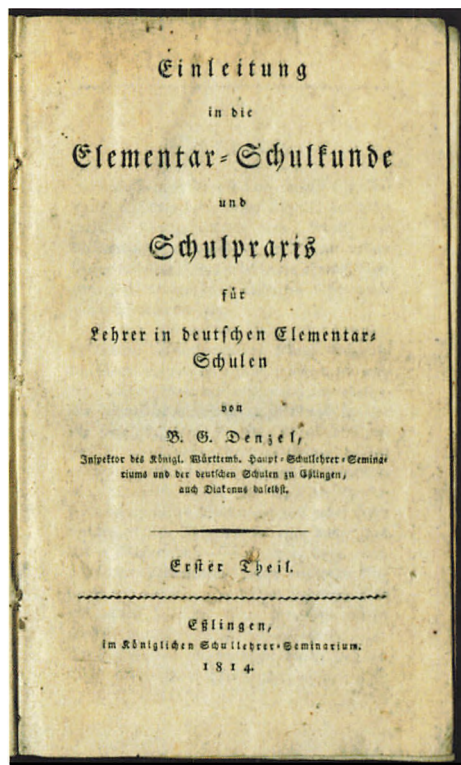 Einleitung
in die
Elementar-Schulkunde
und
Schulpraxis
für
Lehrer in deutschen Elementar-
Schulen
von
B. G. Denzel,
Inspektor des Königl. Württemb. Haupt-Schullehrer-Semina-
riums und der deutschen Schulen zu Eßlingen,
auch Diakonus daselbst.
Erster Theil.
Eßlingen,
im Königlichen Schullehrer-Seminarium.
1814.